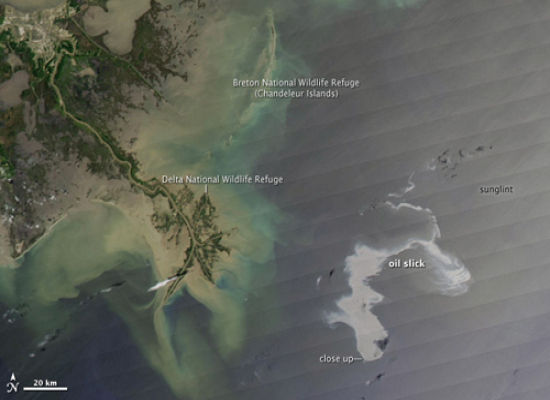 Breton National Wildlife Refuge
(Chandeleur Islands)
Delta National Wildlife Refuge
sunglint
oil slick
close up
N
20 km